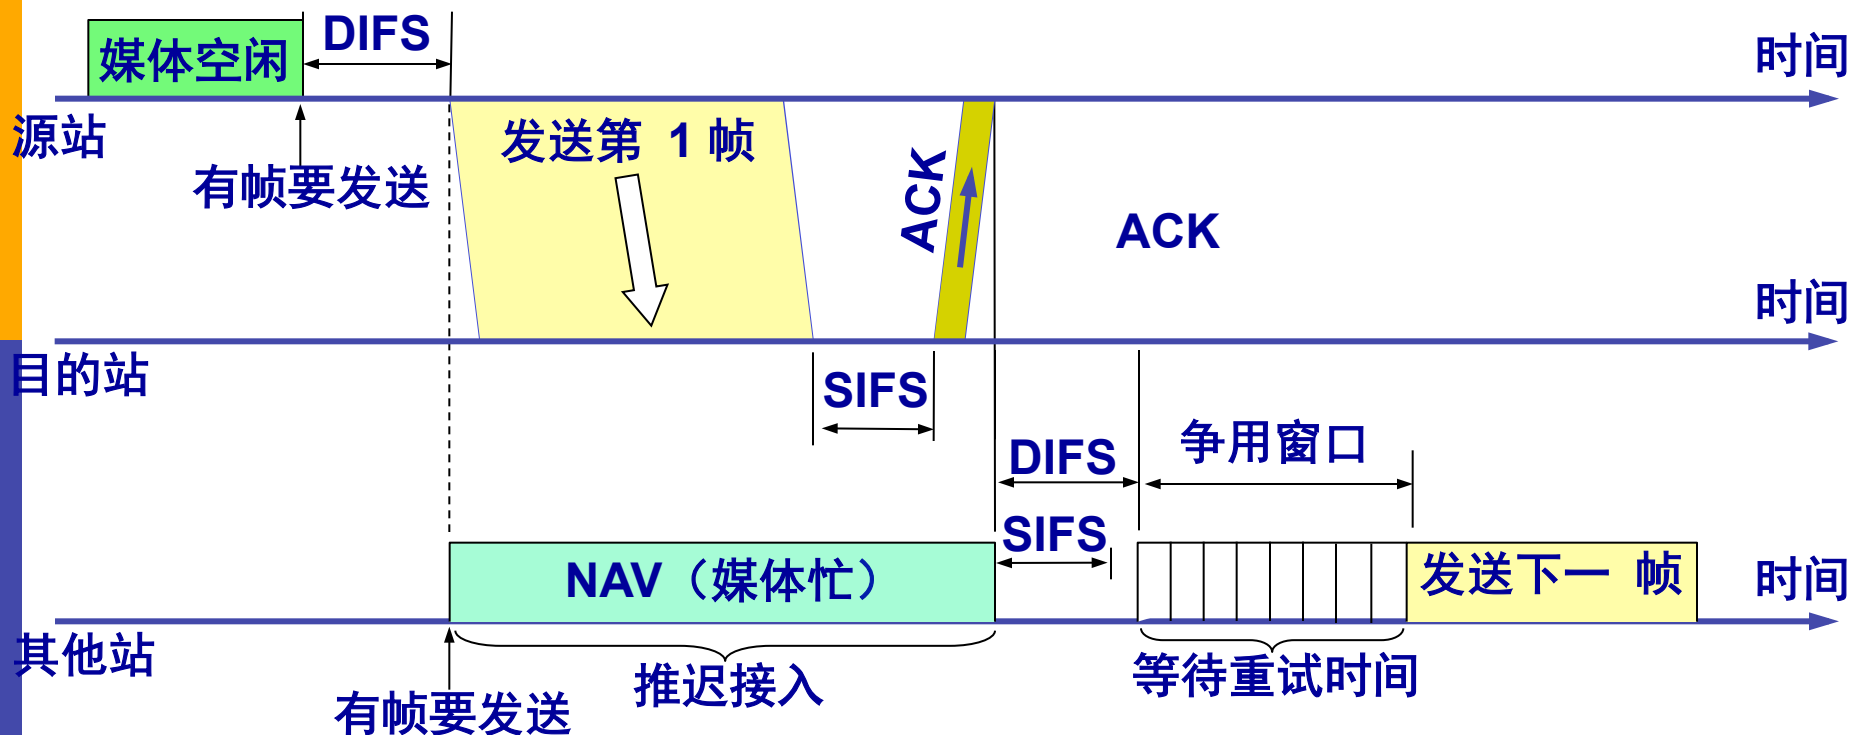 DIFS
媒体空闲
时间
源站
有帧要发送
发送第 1 帧
ACK
ACK
时间
目的站
SIFS
DIFS
争用窗口
SIFS
NAV（媒体忙）
发送下一 帧
时间
其他站
有帧要发送
推迟接入
等待重试时间